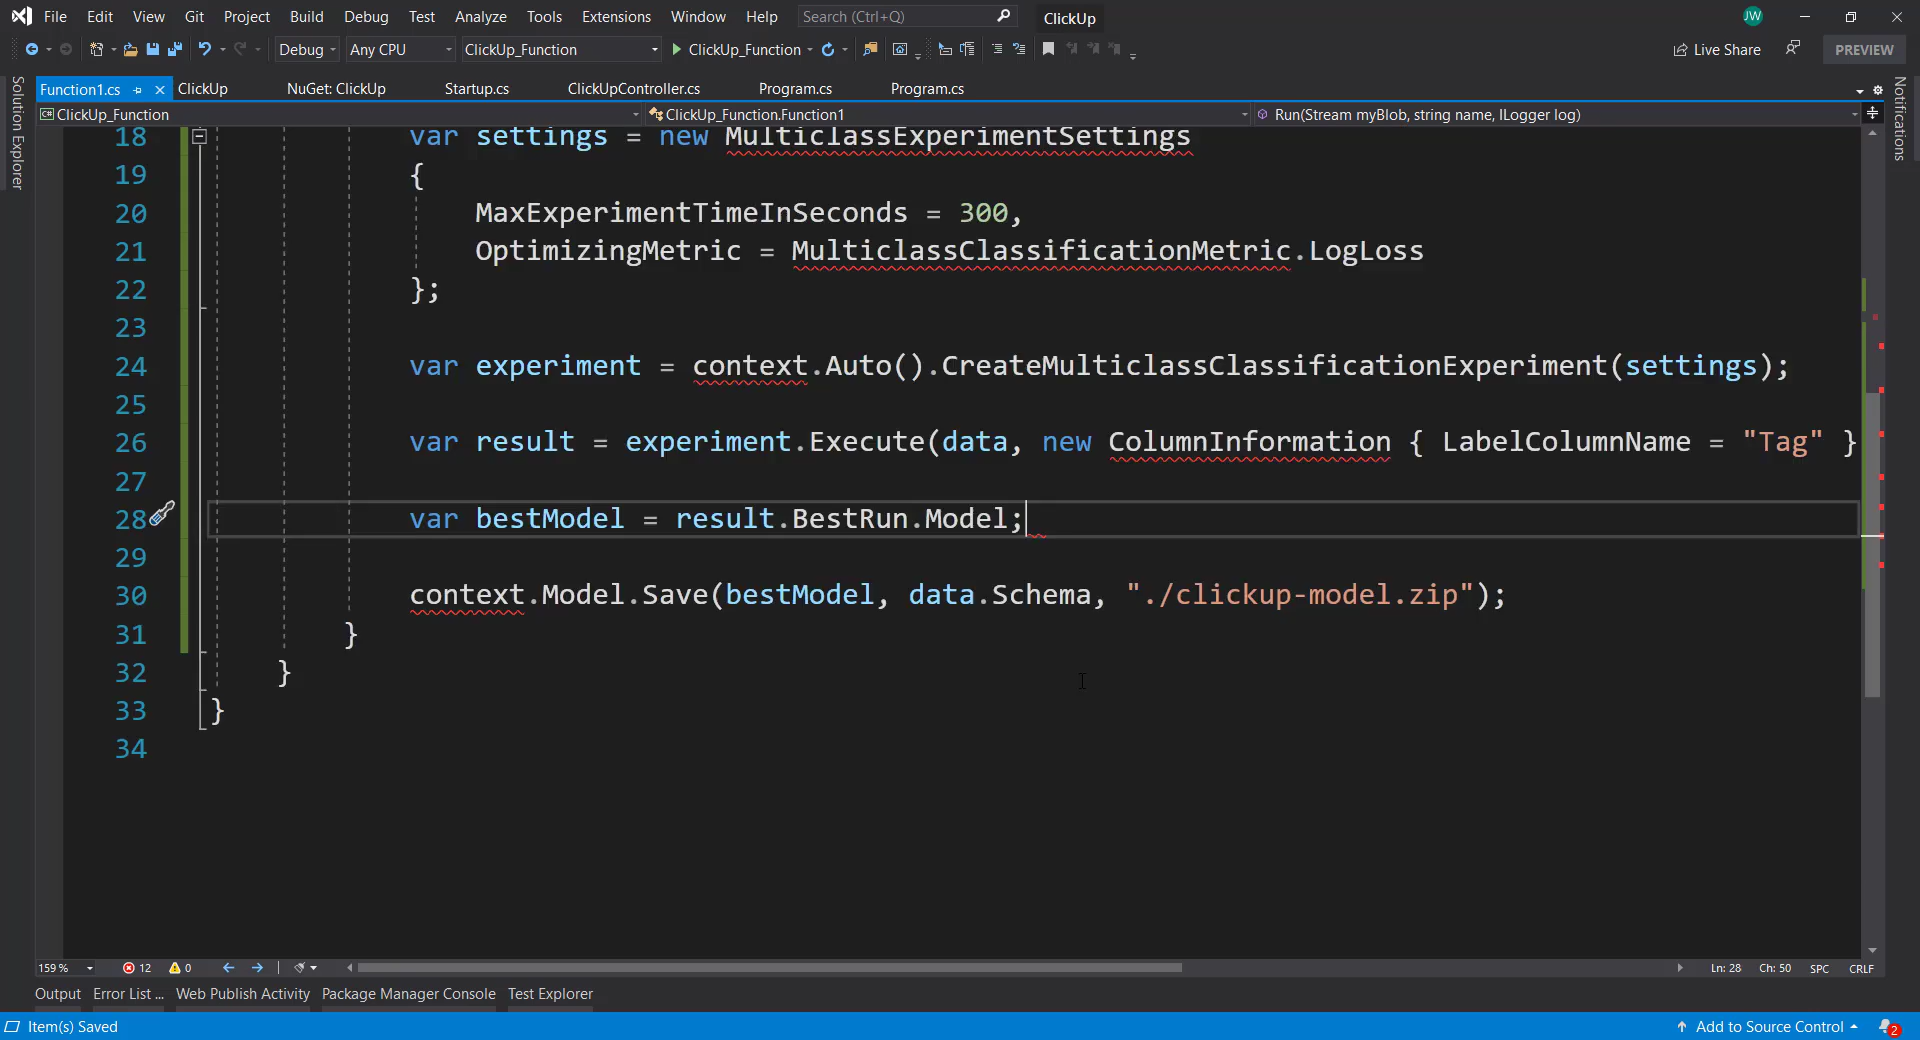 File Edit View Git Project Build Debug Test Analyze Tools Extensions Window Help Search (Ctrl+Q) ClickUp JW
Debug Any CPU ClickUp_Function ClickUp_Function Live Share PREVIEW
Function1.cs ClickUp NuGet: ClickUp Startup.cs ClickUpController.cs Program.cs Program.cs
C# ClickUp_Function ClickUp_Function.Function1 Run(Stream myBlob, string name, ILogger log)
Solution Explorer
Notifications
18 var settings = new MulticlassExperimentSettings
19 {
20 MaxExperimentTimeInSeconds = 300,
21 OptimizingMetric = MulticlassClassificationMetric.LogLoss
22 };
23
24 var experiment = context.Auto().CreateMulticlassClassificationExperiment(settings);
25
26 var result = experiment.Execute(data, new ColumnInformation { LabelColumnName = "Tag" }
27
28 var bestModel = result.BestRun.Model;
29
30 context.Model.Save(bestModel, data.Schema, "./clickup-model.zip");
31 }
32 }
33 }
34
159 % 12 0 Ln: 28 Ch: 50 SPC CRLF
Output Error List ... Web Publish Activity Package Manager Console Test Explorer
Item(s) Saved Add to Source Control 2